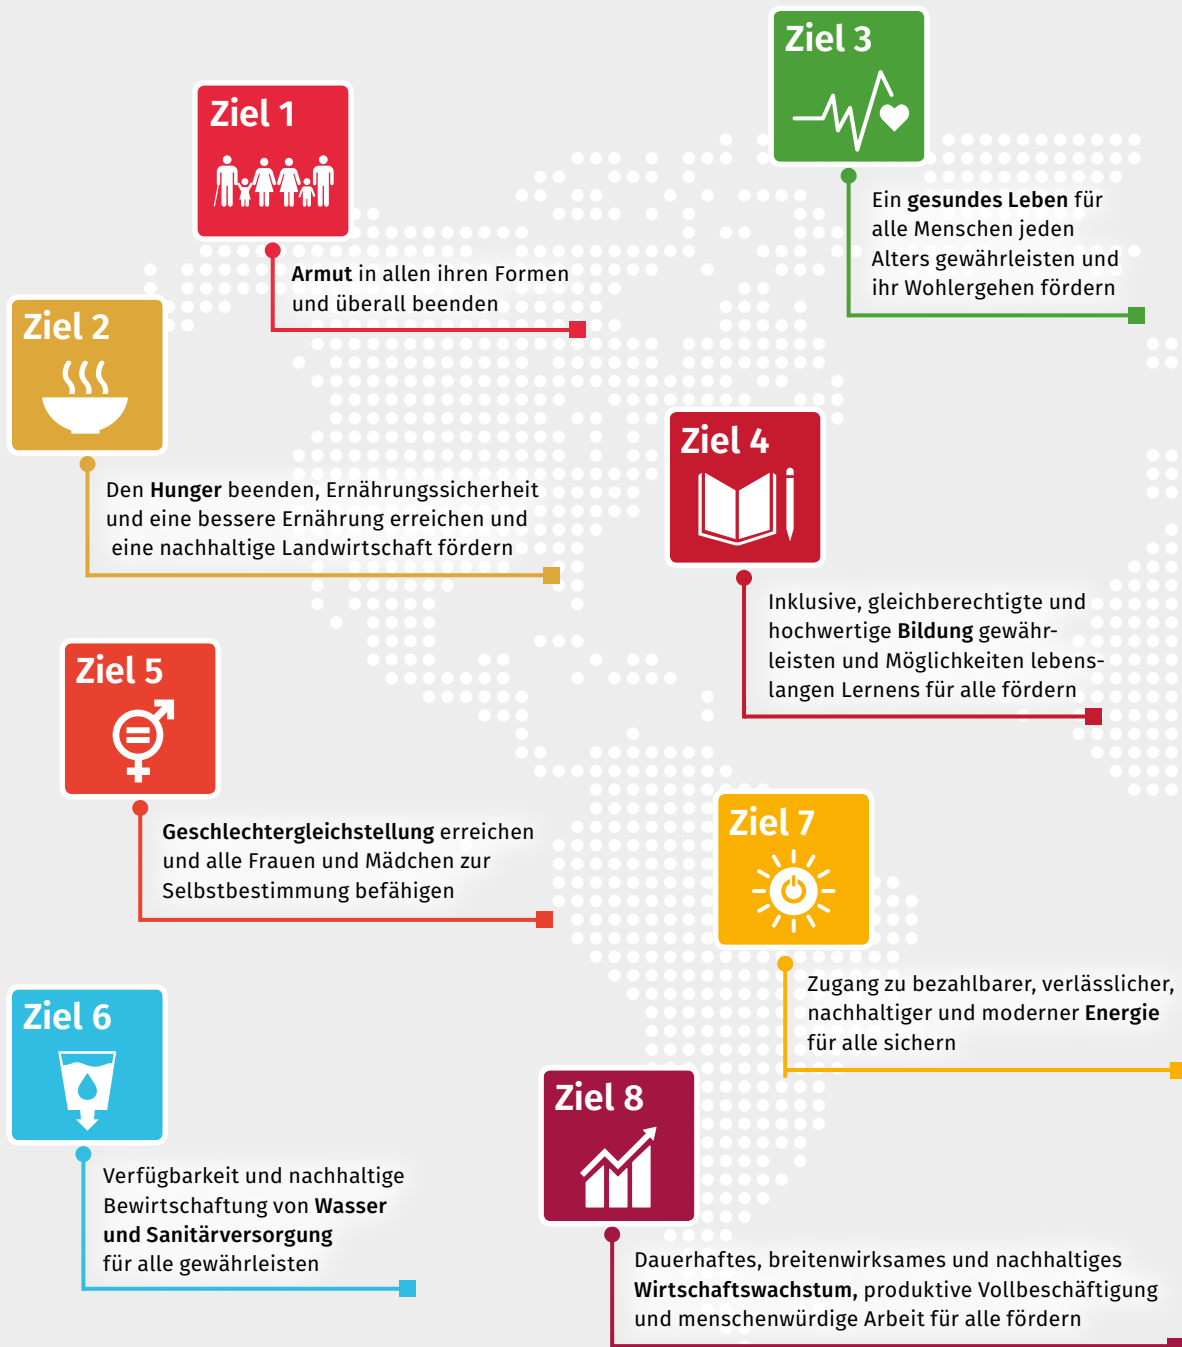 Ziel 1
Armut in allen ihren Formen
und überall beenden
Ziel 2
Den Hunger beenden, Ernährungssicherheit
und eine bessere Ernährung erreichen und
eine nachhaltige Landwirtschaft fördern
Ziel 3
Ein gesundes Leben für
alle Menschen jeden
Alters gewährleisten und
ihr Wohlergehen fördern
Ziel 4
Inklusive, gleichberechtigte und
hochwertige Bildung gewähr-
leisten und Möglichkeiten lebens-
langen Lernens für alle fördern
Ziel 5
Geschlechtergleichstellung erreichen
und alle Frauen und Mädchen zur
Selbstbestimmung befähigen
Ziel 6
Verfügbarkeit und nachhaltige
Bewirtschaftung von Wasser
und Sanitärversorgung
für alle gewährleisten
Ziel 7
Zugang zu bezahlbarer, verlässlicher,
nachhaltiger und moderner Energie
für alle sichern
Ziel 8
Dauerhaftes, breitenwirksames und nachhaltiges
Wirtschaftswachstum, produktive Vollbeschäftigung
und menschenwürdige Arbeit für alle fördern